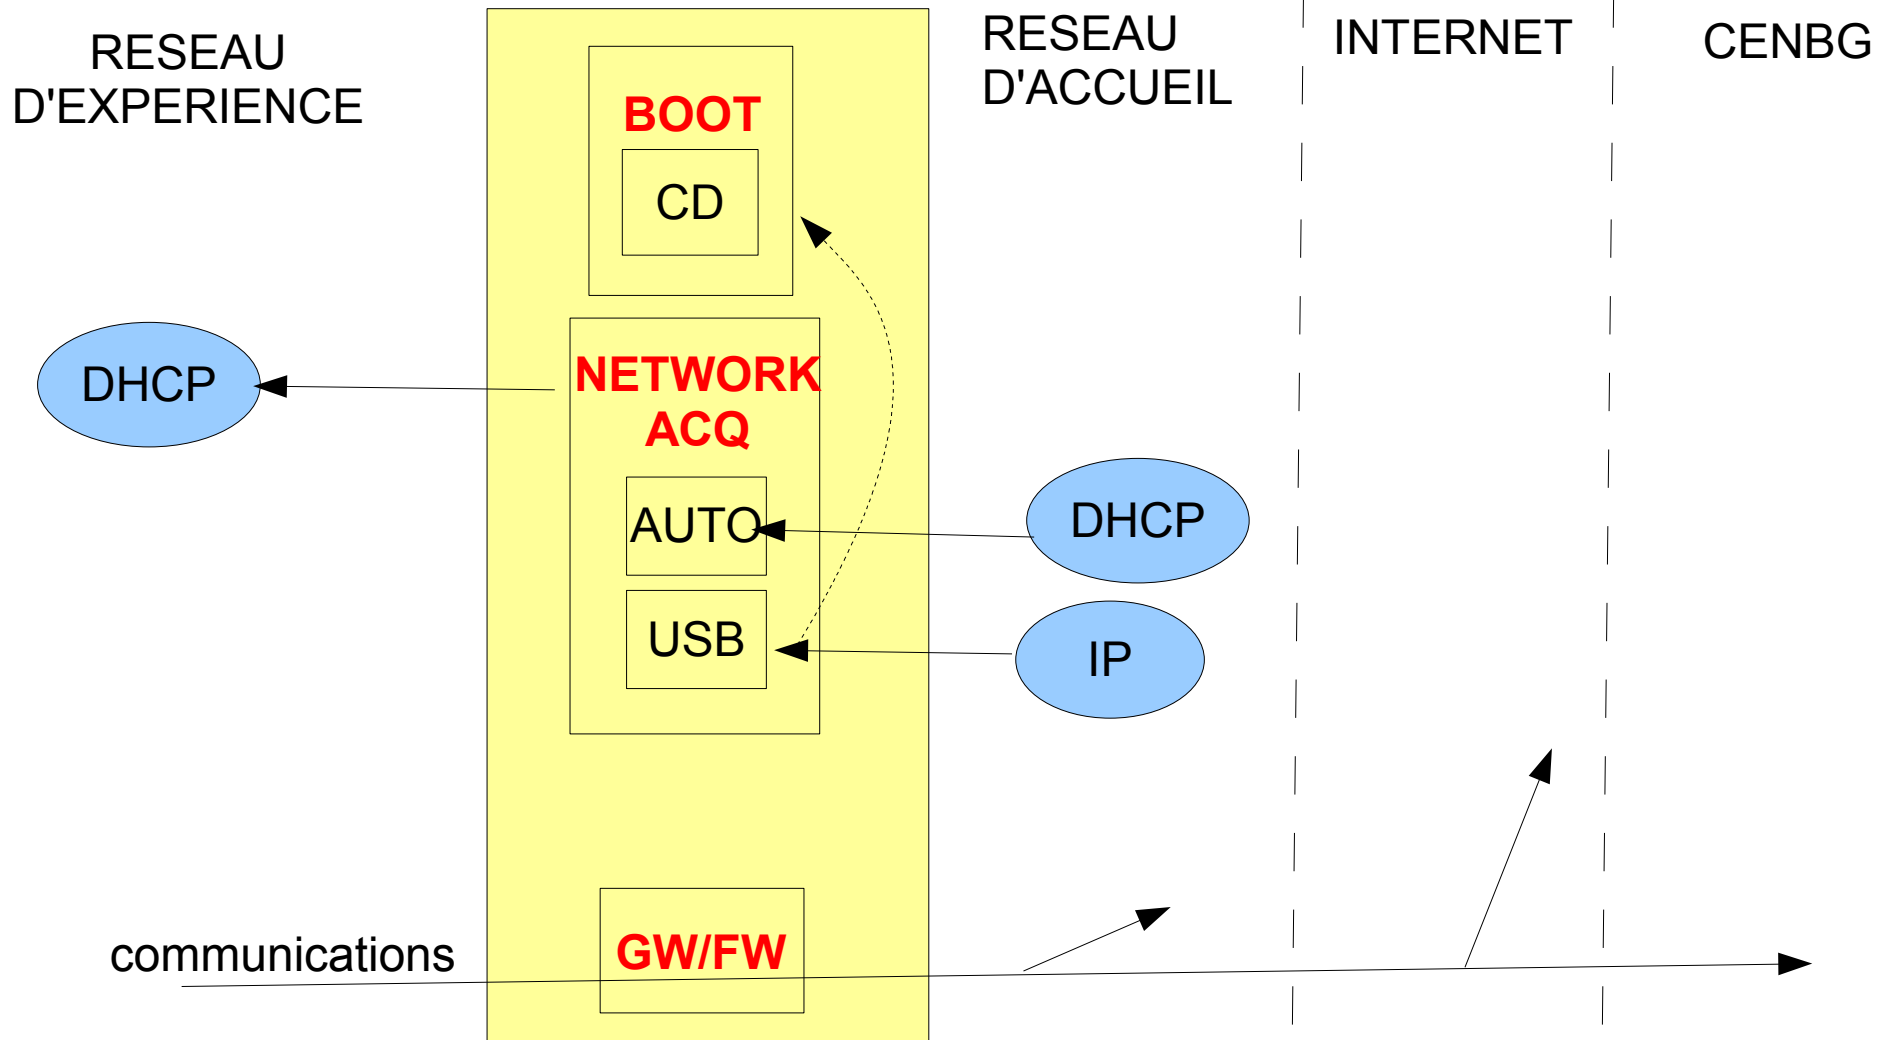 RESEAU
D'EXPERIENCE
BOOT
CD
RESEAU
D'ACCUEIL
INTERNET
CENBG
DHCP
NETWORK
ACQ
AUTO
DHCP
USB
IP
communications
GW/FW